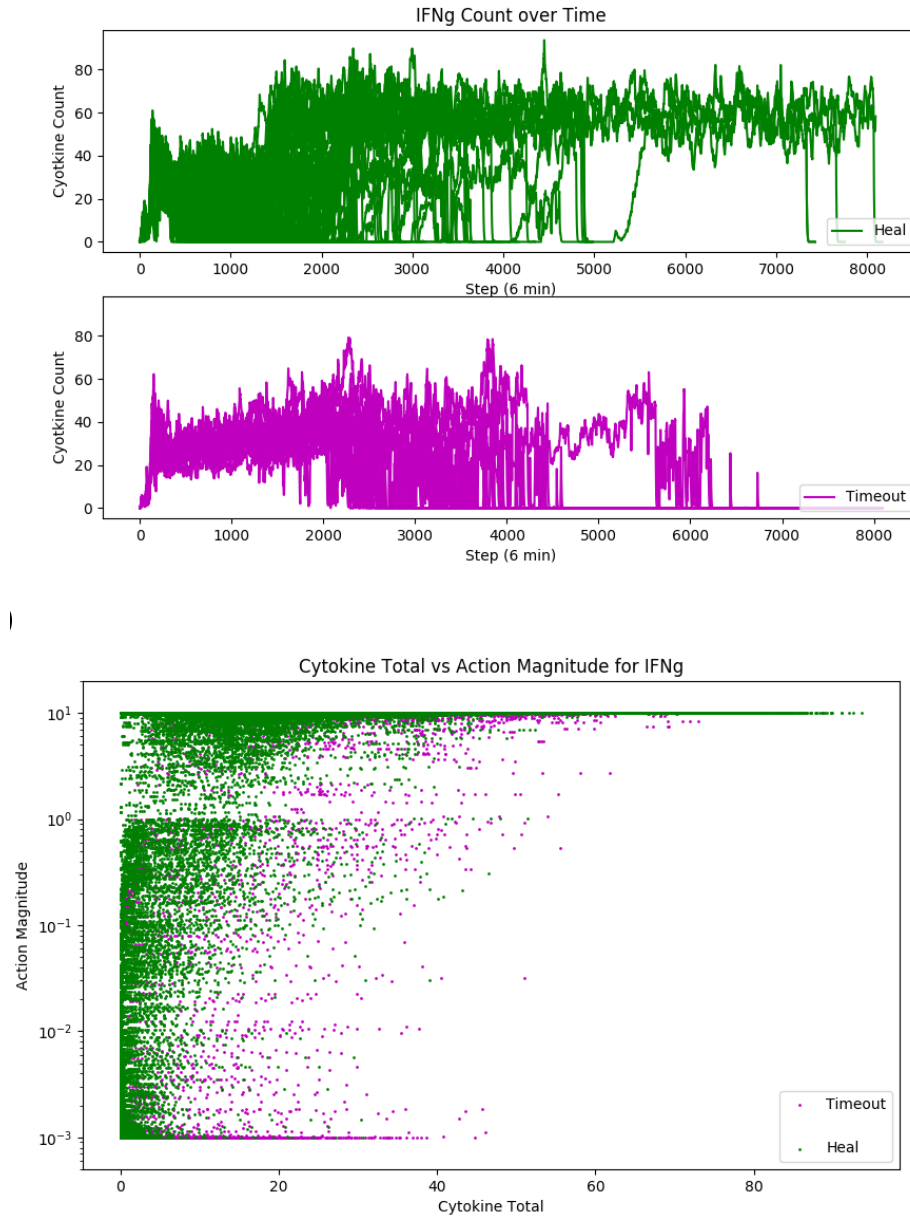 IFNg Count over Time
Cyotkine Count
80
60
40
20
0
Heal
0 1000 2000 3000 4000 5000 6000 7000 8000
Step (6 min)
Cyotkine Count
80
60
40
20
0
Timeout
0 1000 2000 3000 4000 5000 6000 7000 8000
Step (6 min)
)
Cytokine Total vs Action Magnitude for IFNg
Action Magnitude
10¹
10⁰
10⁻¹
10⁻²
10⁻³
Timeout
Heal
0 20 40 60 80
Cytokine Total